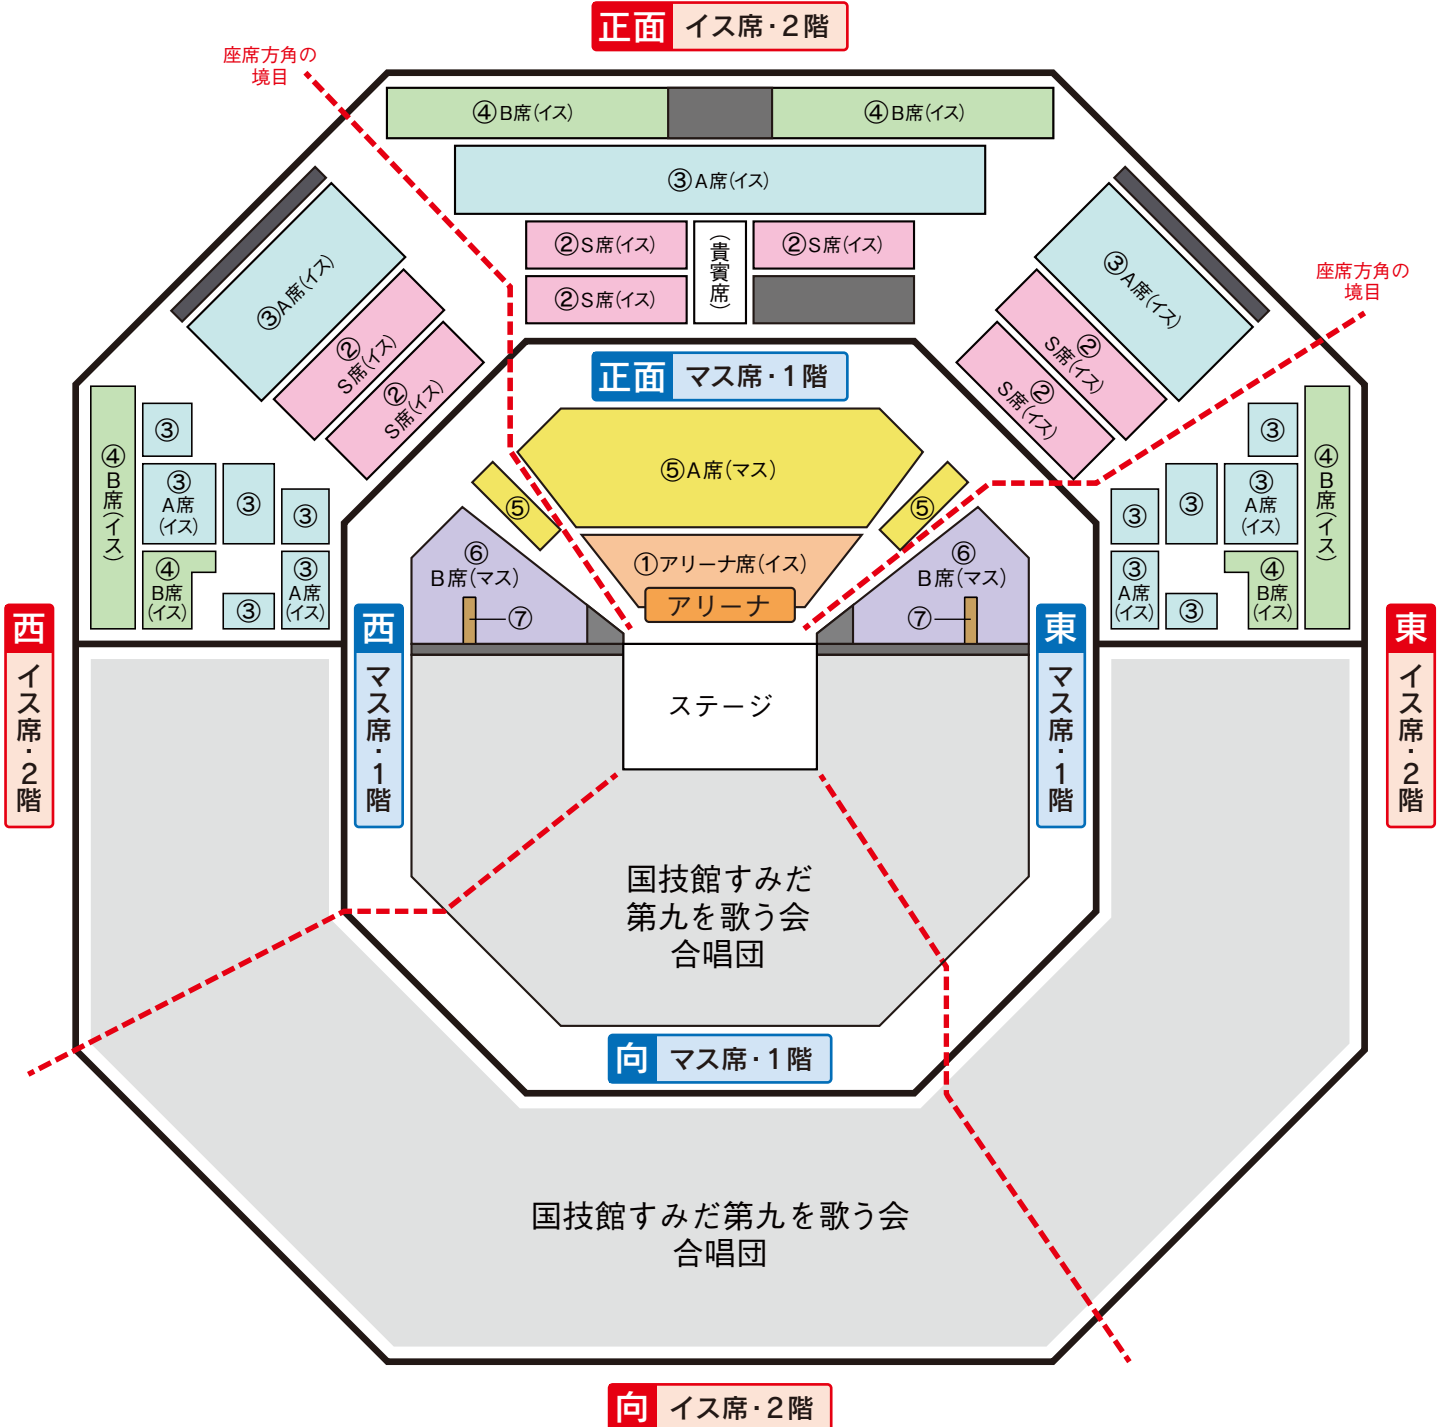 正面 イス席・2階
座席方角の
境目
④B席(イス)
④B席(イス)
③A席(イス)
②S席(イス)
(貴賓席)
②S席(イス)
②S席(イス)
③A席(イス)
②
S席(イス)
②
S席(イス)
③A席(イス)
②
S席(イス)
②
S席(イス)
座席方角の
境目
正面 マス席・1階
⑤A席(マス)
⑤
⑤
①アリーナ席(イス)
アリーナ
④B席(イス)
③
③
A席
(イス)
③
③
④
B席
(イス)
③
③
A席
(イス)
⑥
B席(マス)
⑦
⑥
B席(マス)
⑦
③
③
③
A席
(イス)
③
③
A席
(イス)
③
④
B席
(イス)
④B席(イス)
西 イス席・2階
西 マス席・1階
東 マス席・1階
東 イス席・2階
ステージ
国技館すみだ
第九を歌う会
合唱団
向 マス席・1階
国技館すみだ第九を歌う会
合唱団
向 イス席・2階